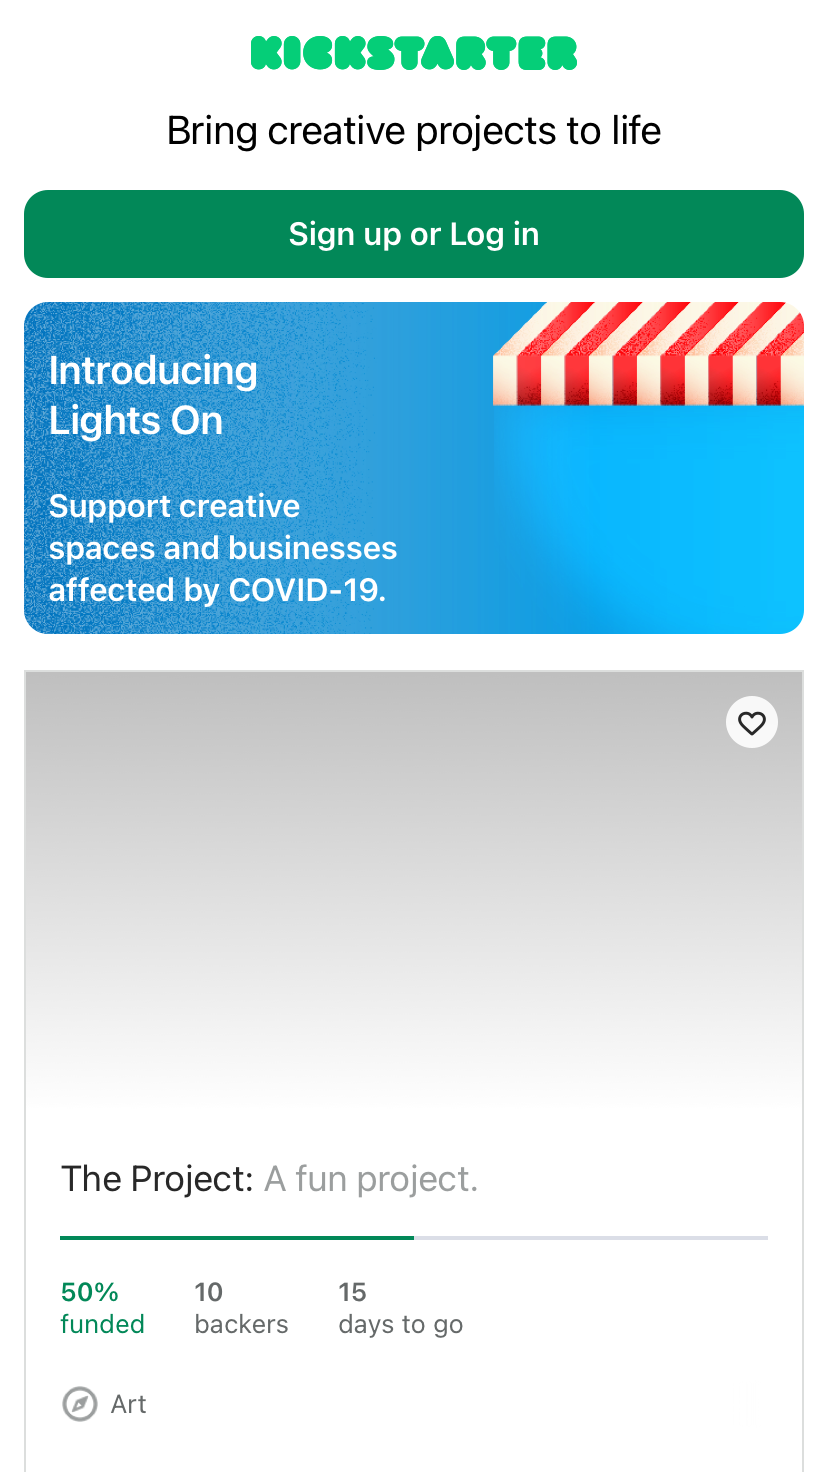 KICKSTARTER
Bring creative projects to life
Sign up or Log in
Introducing
Lights On
Support creative
spaces and businesses
affected by COVID-19.
The Project: A fun project.
50% 10 15
funded backers days to go
Art